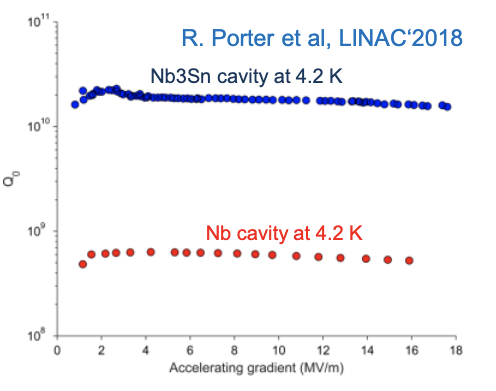 R. Porter et al, LINAC‘2018
Nb3Sn cavity at 4.2 K
Nb cavity at 4.2 K
10¹¹
10¹⁰
10⁹
10⁸
Q₀
0 2 4 6 8 10 12 14 16 18
Accelerating gradient (MV/m)